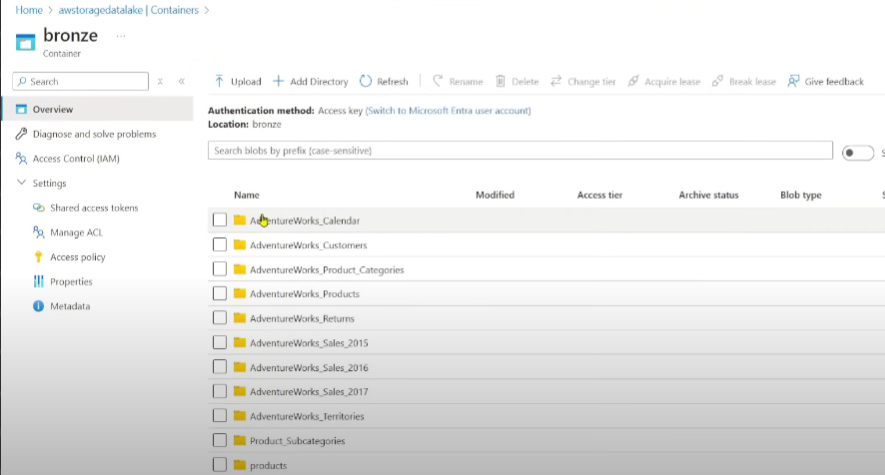 Home > awstoragedatalake | Containers >
bronze ...
Container
Search
Overview
Diagnose and solve problems
Access Control (IAM)
Settings
Shared access tokens
Manage ACL
Access policy
Properties
Metadata
Upload + Add Directory Refresh Rename Delete Change tier Acquire lease Break lease Give feedback
Authentication method: Access key (Switch to Microsoft Entra user account)
Location: bronze
Search blobs by prefix (case-sensitive)
Name Modified Access tier Archive status Blob type
AdventureWorks_Calendar
AdventureWorks_Customers
AdventureWorks_Product_Categories
AdventureWorks_Products
AdventureWorks_Returns
AdventureWorks_Sales_2015
AdventureWorks_Sales_2016
AdventureWorks_Sales_2017
AdventureWorks_Territories
Product_Subcategories
products